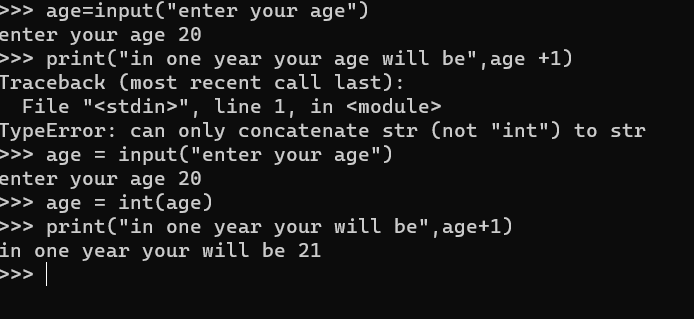 >>> age=input("enter your age")
enter your age 20
>>> print("in one year your age will be",age +1)
Traceback (most recent call last):
  File "<stdin>", line 1, in <module>
TypeError: can only concatenate str (not "int") to str
>>> age = input("enter your age")
enter your age 20
>>> age = int(age)
>>> print("in one year your will be",age+1)
in one year your will be 21
>>>